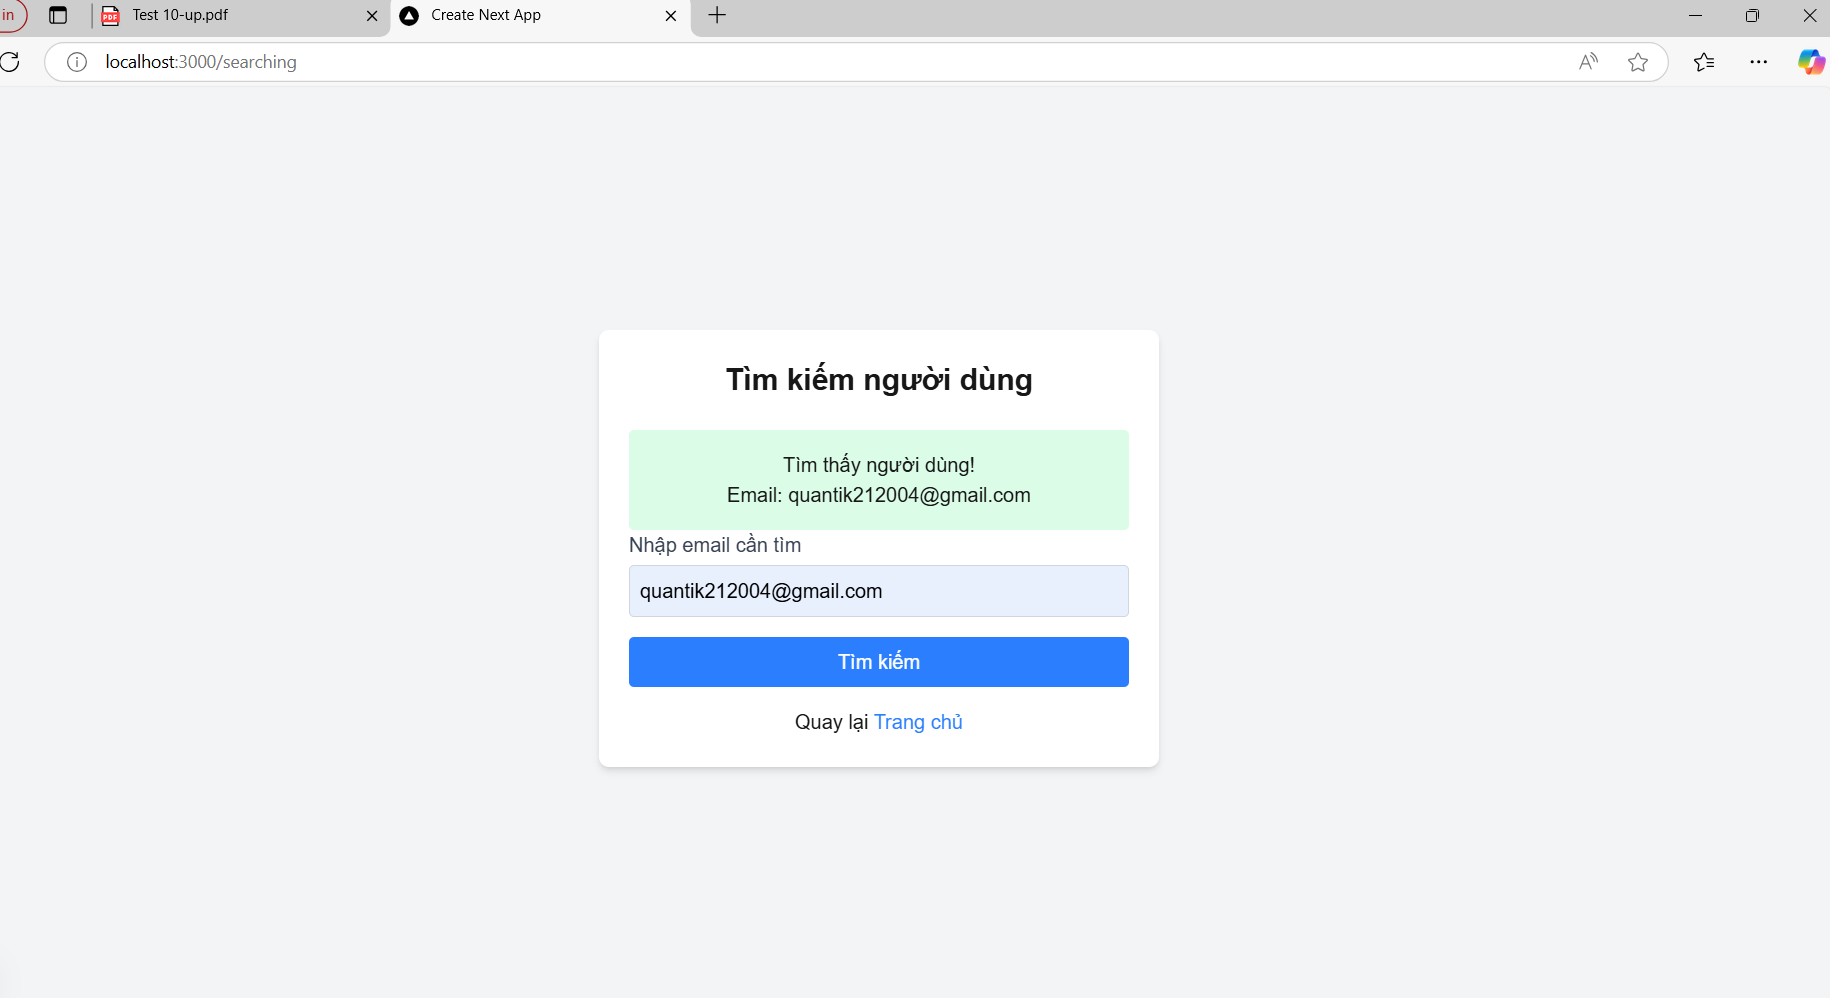 in
PDF
Test 10-up.pdf
Create Next App
localhost:3000/searching
Tìm kiếm người dùng
Tìm thấy người dùng!
Email: quantik212004@gmail.com
Nhập email cần tìm
quantik212004@gmail.com
Tìm kiếm
Quay lại Trang chủ